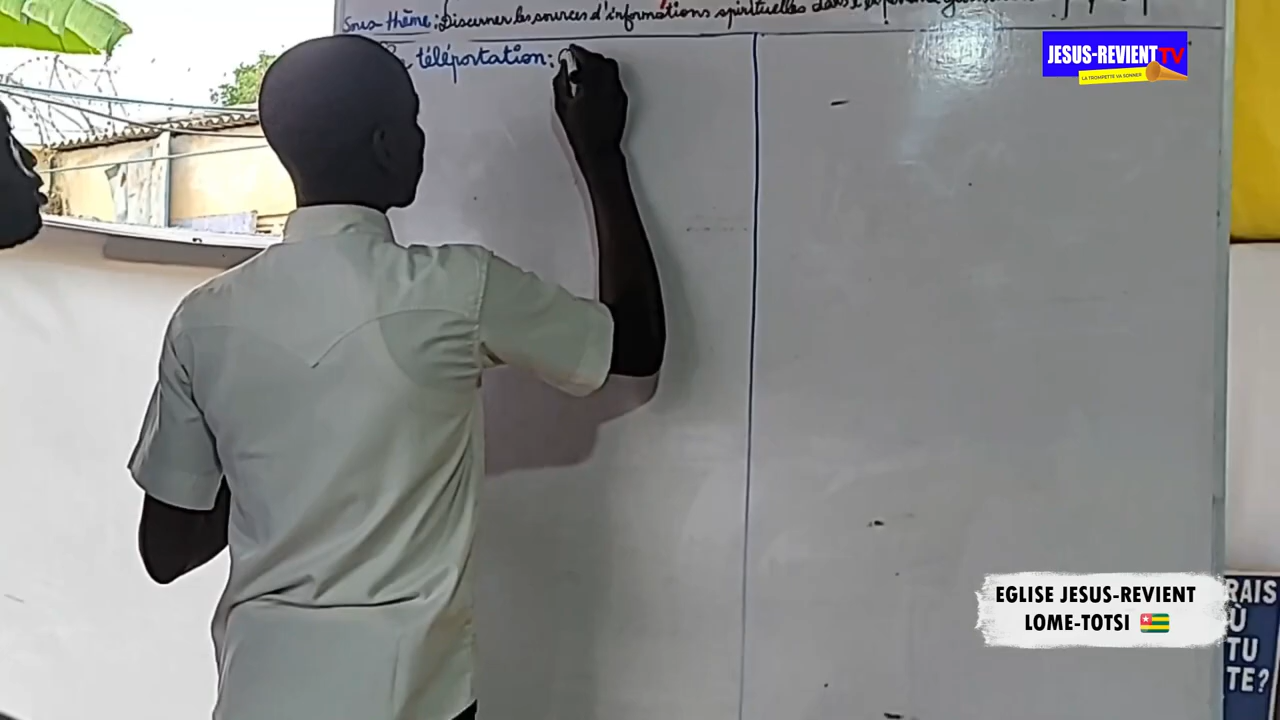 Sous thème : Discerner les sources d'informations spirituelles dans
téléportation :
JESUS-REVIENT TV
LA TROMPETTE VA SONNER
EGLISE JESUS-REVIENT
LOME-TOTSI
RAIS
Ù
TU
TE?